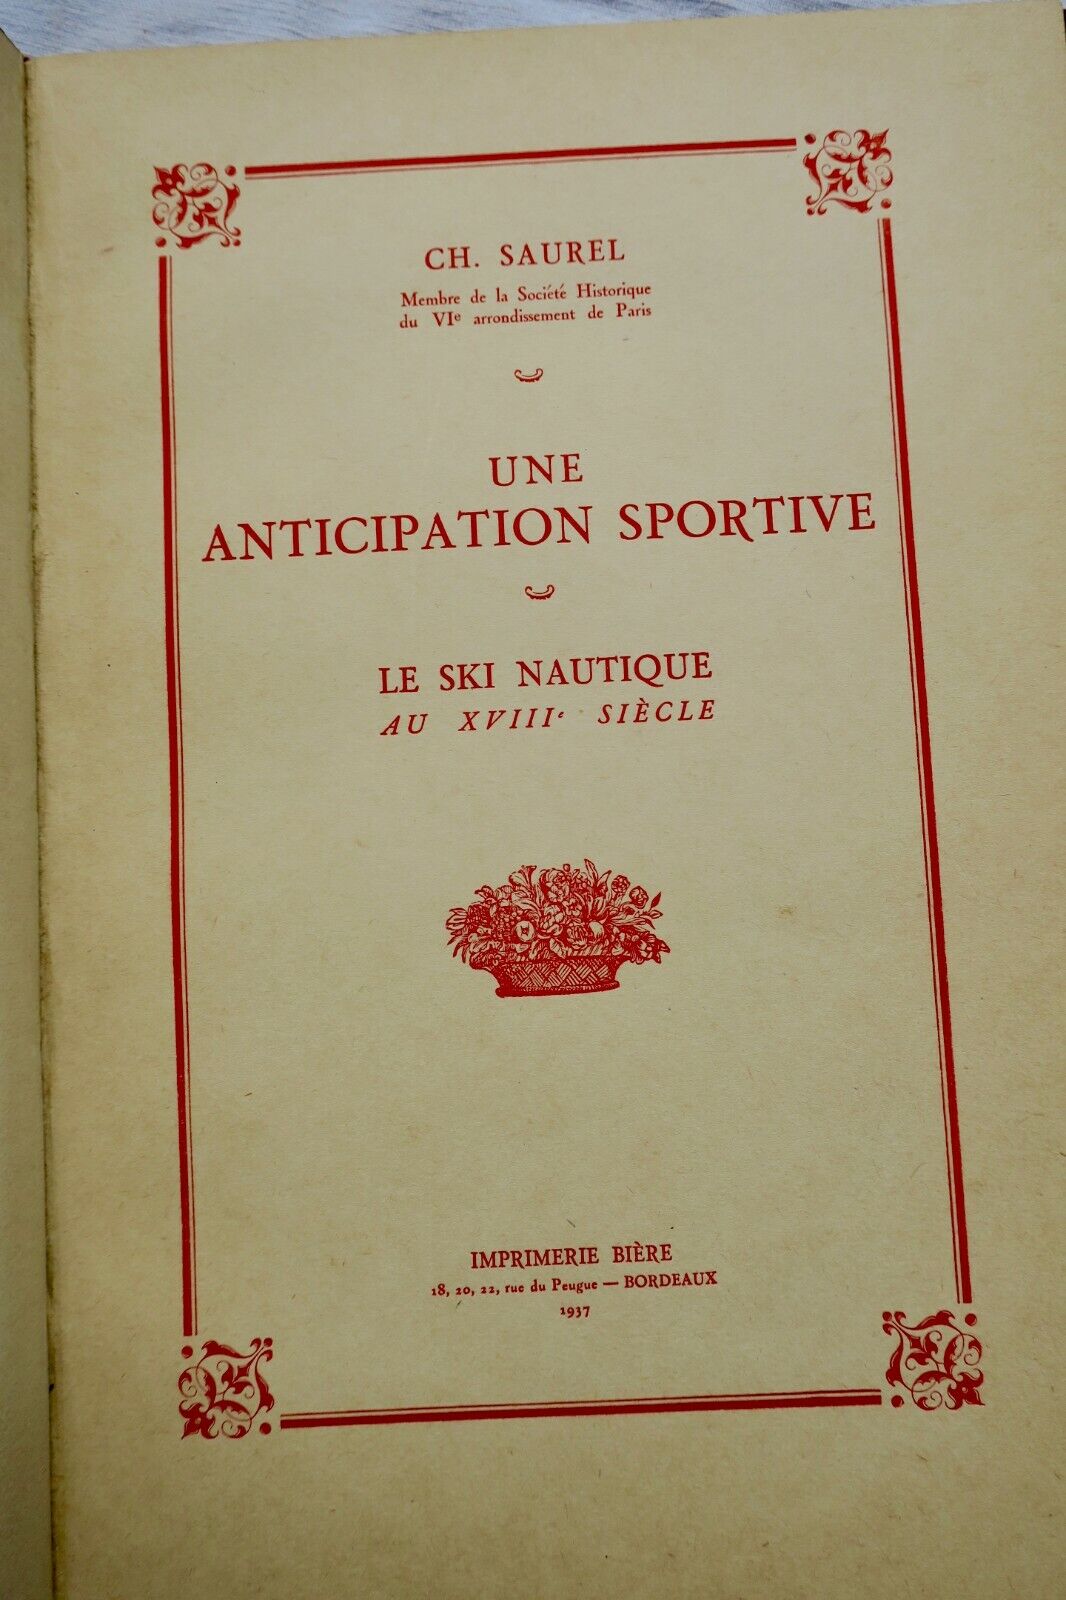 CH. SAUREL
Membre de la Société Historique
du VIe arrondissement de Paris
UNE
ANTICIPATION SPORTIVE
LE SKI NAUTIQUE
AU XVIIIe SIÈCLE
IMPRIMERIE BIÈRE
18, 20, 22, rue du Peugue — BORDEAUX
1937